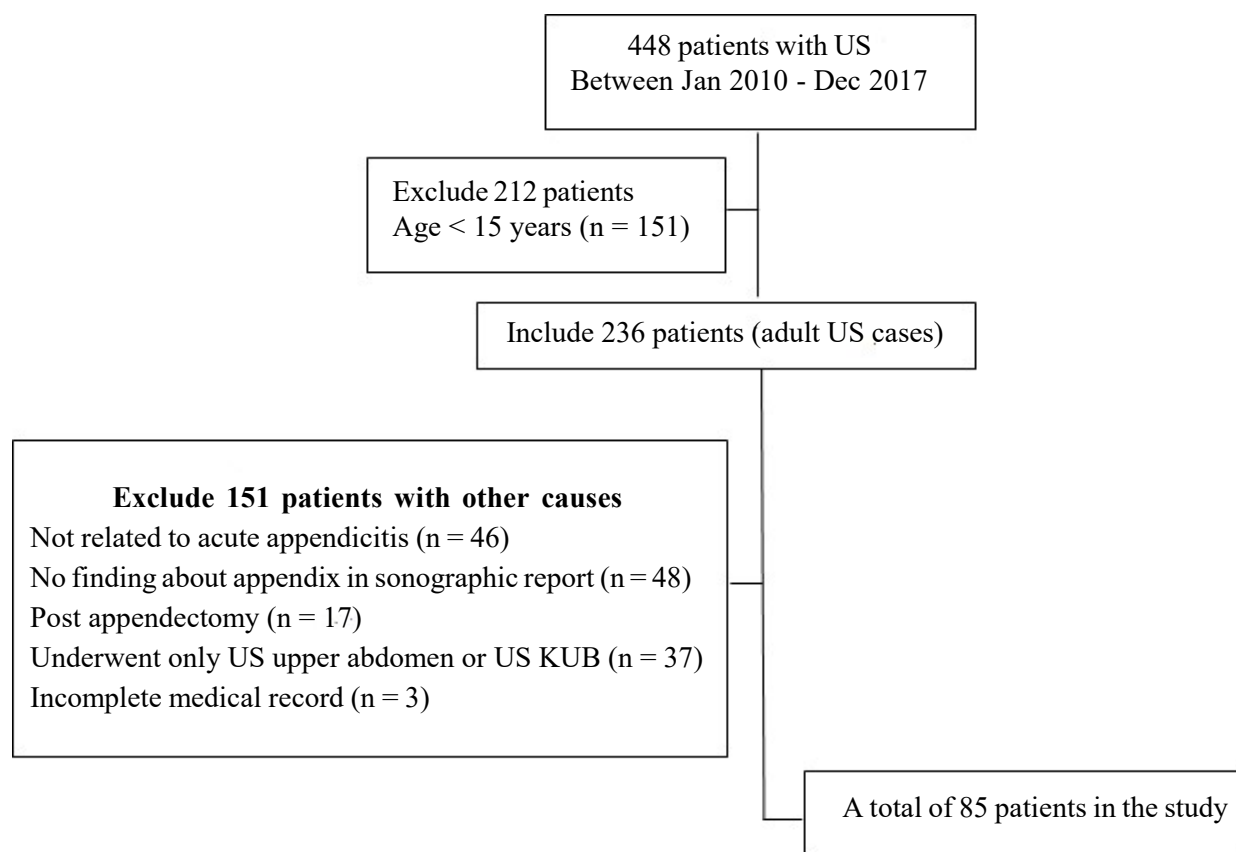 448 patients with US
Between Jan 2010 - Dec 2017
Exclude 212 patients
Age < 15 years (n = 151)
Include 236 patients (adult US cases)
Exclude 151 patients with other causes
Not related to acute appendicitis (n = 46)
No finding about appendix in sonographic report (n = 48)
Post appendectomy (n = 17)
Underwent only US upper abdomen or US KUB (n = 37)
Incomplete medical record (n = 3)
A total of 85 patients in the study